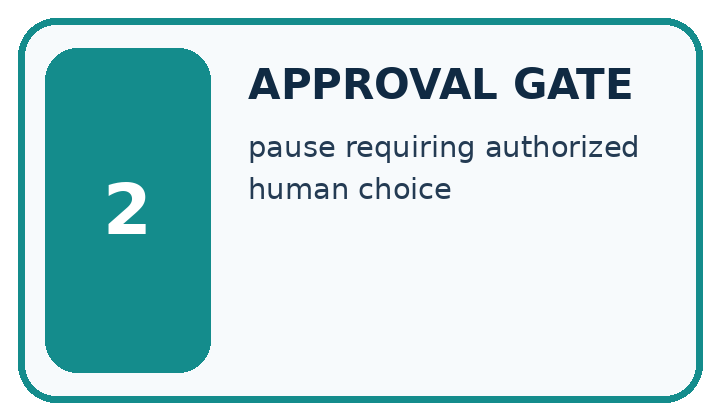 2
APPROVAL GATE
pause requiring authorized
human choice